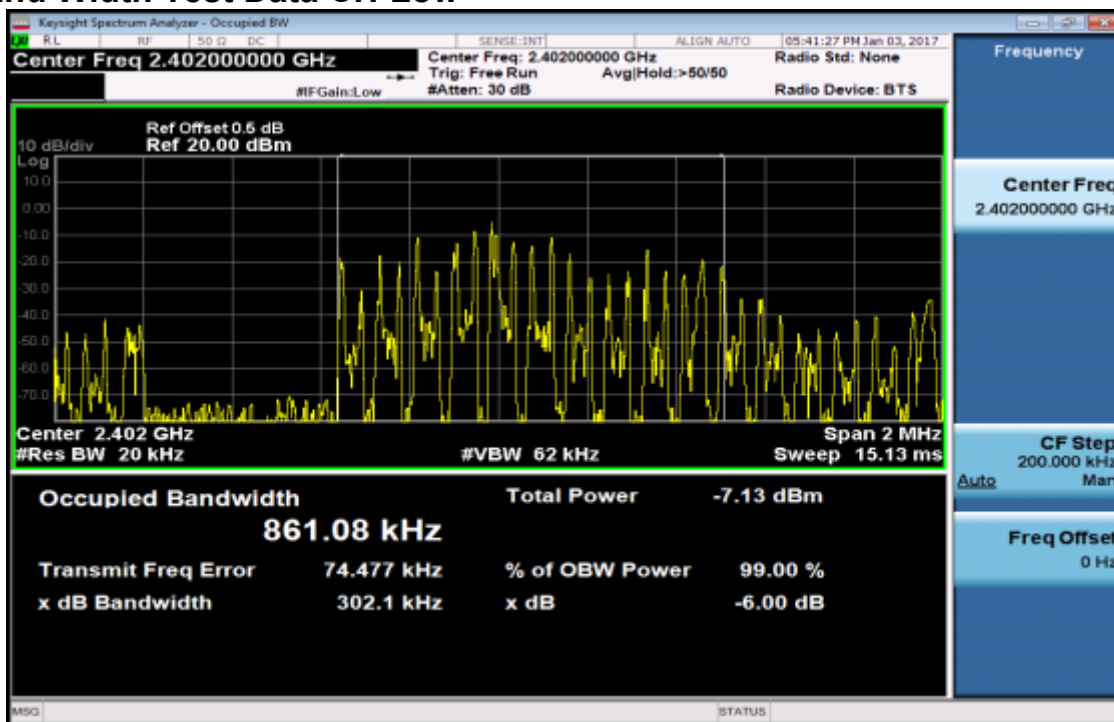 Keysight Spectrum Analyzer - Occupied BW
RL RF 50 Ω DC SENSE:INT ALIGN AUTO 05:41:27 PM Jan 03, 2017
Center Freq 2.402000000 GHz
Center Freq: 2.402000000 GHz
Radio Std: None
Trig: Free Run Avg|Hold:>50/50
#IFGain:Low
#Atten: 30 dB
Radio Device: BTS
Frequency
Ref Offset 0.5 dB
10 dB/div Ref 20.00 dBm
Log
10.0
0.00
-10.0
-20.0
-30.0
-40.0
-50.0
-60.0
-70.0
Center 2.402 GHz
Span 2 MHz
#Res BW 20 kHz
#VBW 62 kHz
Sweep 15.13 ms
Center Freq
2.402000000 GHz
CF Step
200.000 kHz
Auto Man
Freq Offset
0 Hz
Occupied Bandwidth
861.08 kHz
Total Power -7.13 dBm
Transmit Freq Error 74.477 kHz
% of OBW Power 99.00 %
x dB Bandwidth 302.1 kHz
x dB -6.00 dB
MSG
STATUS